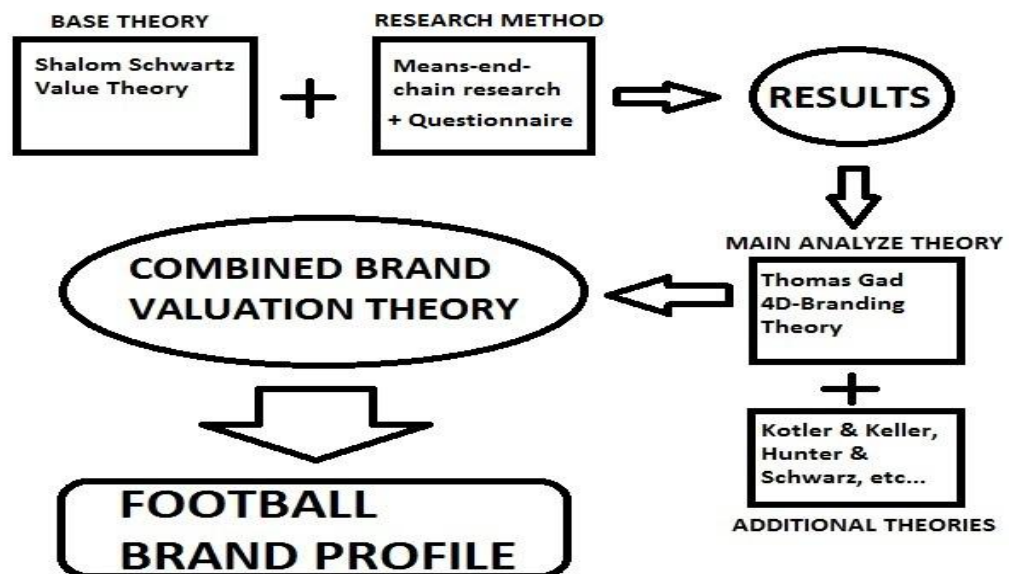 BASE THEORY
Shalom Schwartz
Value Theory
RESEARCH METHOD
Means-end-
chain research
+ Questionnaire
RESULTS
MAIN ANALYZE THEORY
Thomas Gad
4D-Branding
Theory
Kotler & Keller,
Hunter &
Schwarz, etc...
ADDITIONAL THEORIES
COMBINED BRAND
VALUATION THEORY
FOOTBALL
BRAND PROFILE